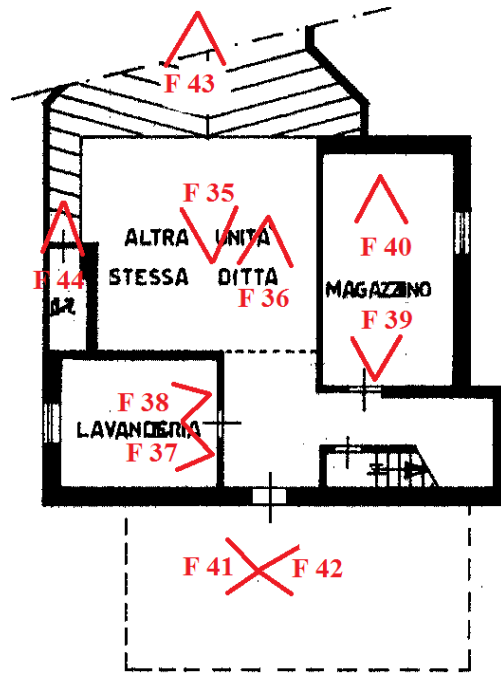 F 43
F 35
ALTRA UNITA'
F 40
F 44
STESSA DITTA
F 36
MAGAZZINO
F 39
F 38
LAVANDERIA
F 37
F 41
F 42